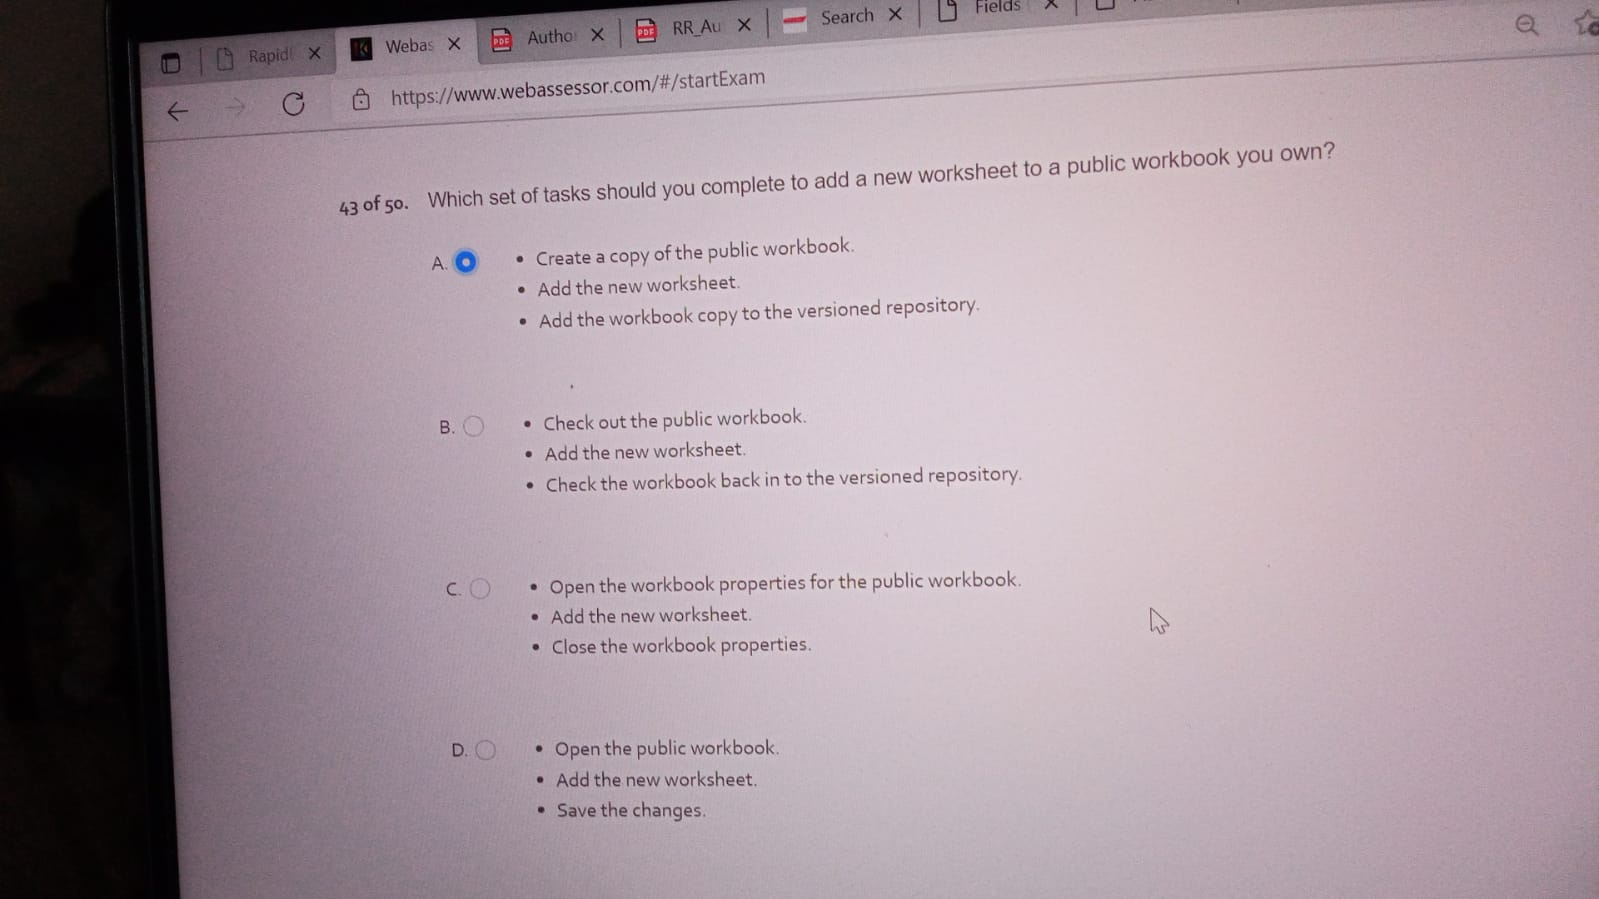 Rapid
Webas
Autho
RR_Au
Search
Fields
https://www.webassessor.com/#/startExam
43 of 50. Which set of tasks should you complete to add a new worksheet to a public workbook you own?
A. • Create a copy of the public workbook.
• Add the new worksheet.
• Add the workbook copy to the versioned repository.
B. • Check out the public workbook.
• Add the new worksheet.
• Check the workbook back in to the versioned repository.
C. • Open the workbook properties for the public workbook.
• Add the new worksheet.
• Close the workbook properties.
D. • Open the public workbook.
• Add the new worksheet.
• Save the changes.